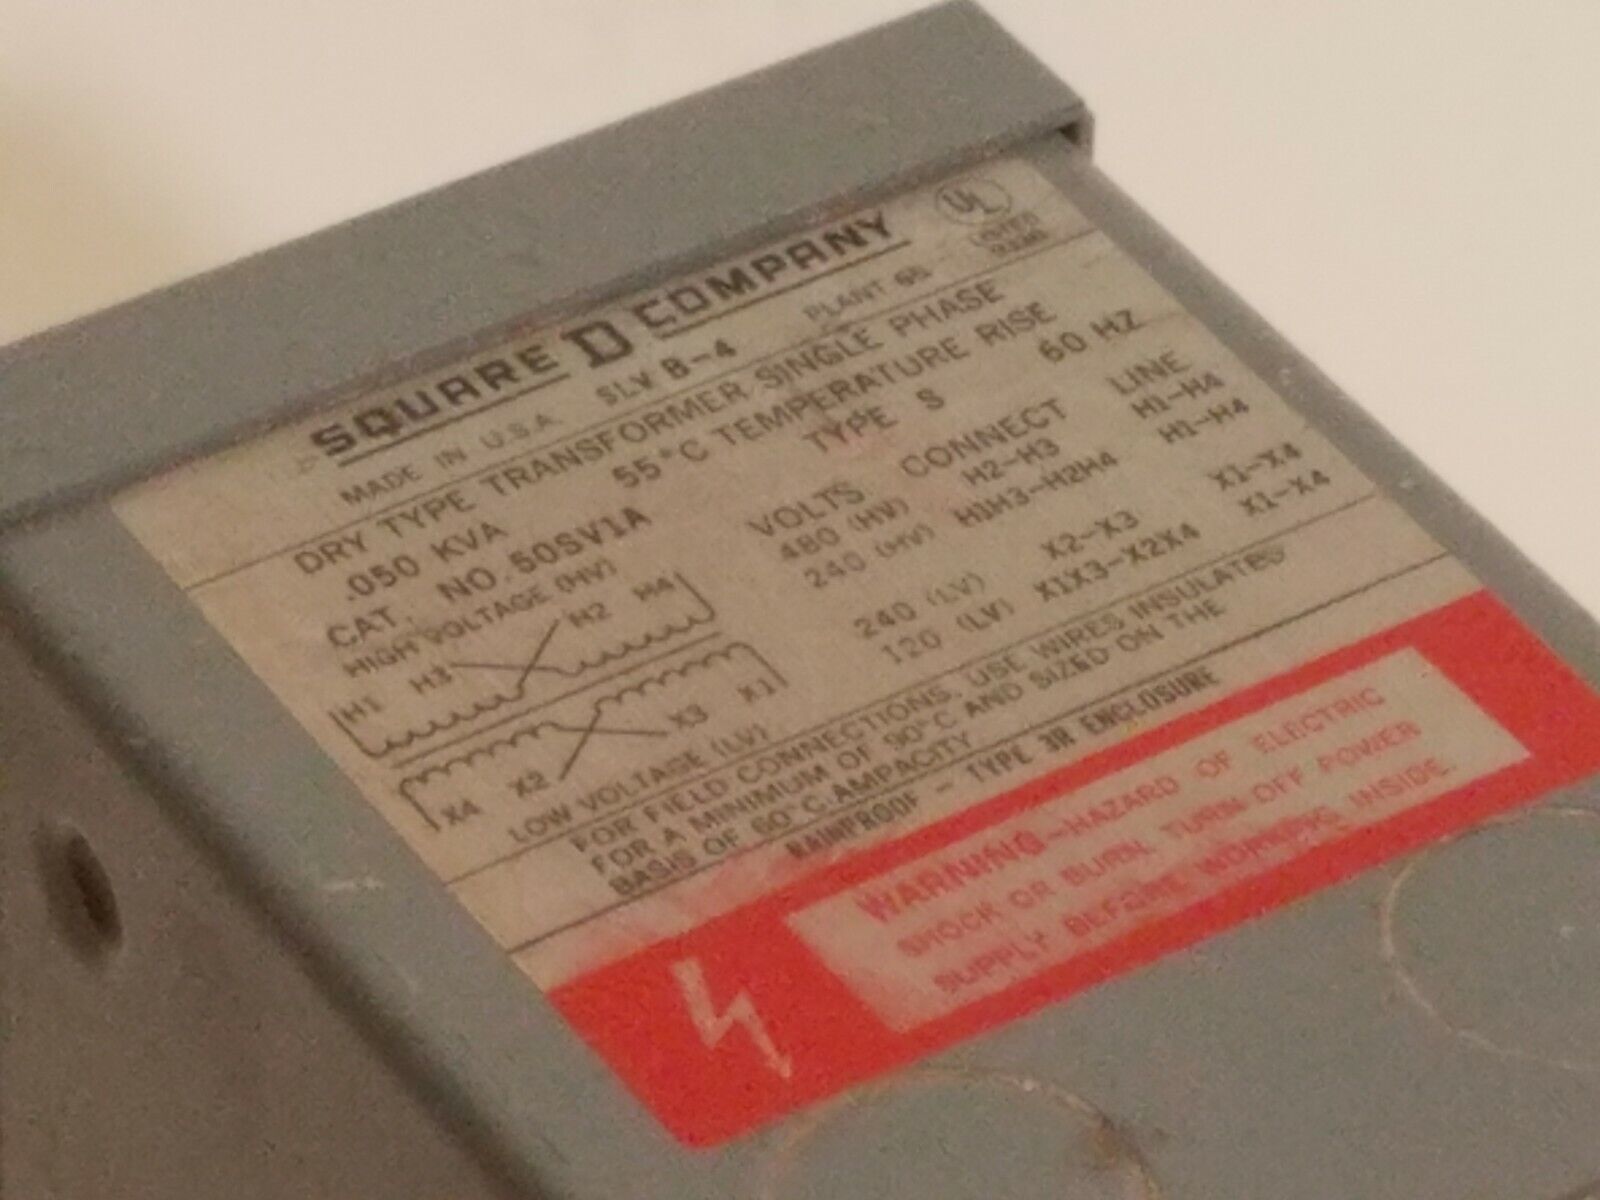 SQUARE D COMPANY
UL
LISTED
MADE IN U.S.A. SLV B-4 PLANT 65
DRY TYPE TRANSFORMER SINGLE PHASE
.050 KVA 55°C TEMPERATURE RISE
CAT. NO. 50SV1A TYPE S 60 HZ
HIGH VOLTAGE (HV)
H1 H3 H2 H4
X4 X2 X3 X1
LOW VOLTAGE (LV)
VOLTS CONNECT LINE
480 (HV) H2-H3 H1-H4
240 (HV) H1H3-H2H4 H1-H4
240 (LV) X2-X3 X1-X4
120 (LV) X1X3-X2X4 X1-X4
FOR FIELD CONNECTIONS, USE WIRES INSULATED
FOR A MINIMUM OF 90°C AND SIZED ON THE
BASIS OF 60°C AMPACITY
RAINPROOF - TYPE 3R ENCLOSURE
WARNING-HAZARD OF ELECTRIC
SHOCK OR BURN. TURN OFF POWER
SUPPLY BEFORE WORKING INSIDE.